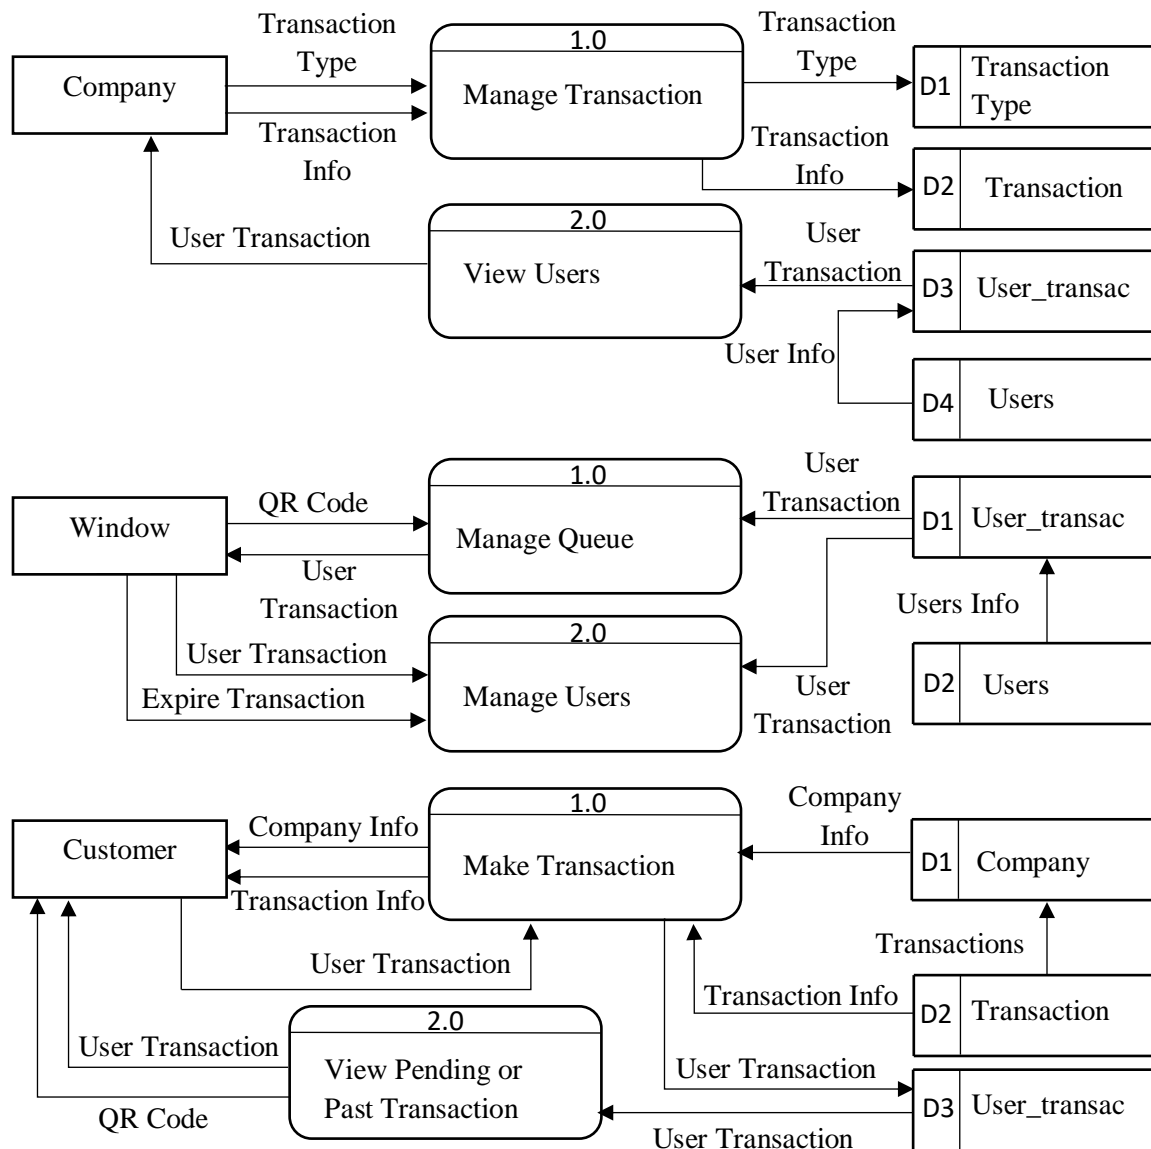 Transaction
Type
1.0
Transaction
Type
Company
Manage Transaction
D1
Transaction
Type
Transaction
Info
Transaction
Info
D2
Transaction
User Transaction
2.0
View Users
User
Transaction
D3
User_transac
User Info
D4
Users
1.0
User
Transaction
QR Code
Window
Manage Queue
D1
User_transac
User
Transaction
Users Info
2.0
User Transaction
Manage Users
Expire Transaction
User
Transaction
D2
Users
1.0
Company
Info
Company Info
Customer
Make Transaction
D1
Company
Transaction Info
Transactions
User Transaction
Transaction Info
D2
Transaction
2.0
User Transaction
View Pending or
Past Transaction
User Transaction
QR Code
D3
User_transac
User Transaction